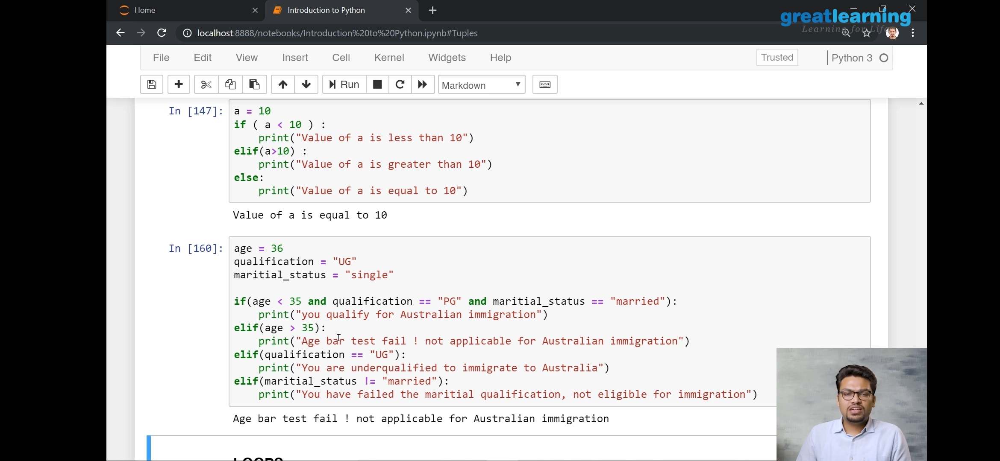 Home
Introduction to Python
greatlearning
Learning for Life
localhost:8888/notebooks/Introduction%20to%20Python.ipynb#Tuples
File Edit View Insert Cell Kernel Widgets Help Trusted Python 3
Run Markdown
In [147]: a = 10
if ( a < 10 ) :
    print("Value of a is less than 10")
elif(a>10) :
    print("Value of a is greater than 10")
else:
    print("Value of a is equal to 10")
Value of a is equal to 10
In [160]: age = 36
qualification = "UG"
maritial_status = "single"
if(age < 35 and qualification == "PG" and maritial_status == "married"):
    print("you qualify for Australian immigration")
elif(age > 35):
    print("Age bar test fail ! not applicable for Australian immigration")
elif(qualification == "UG"):
    print("You are underqualified to immigrate to Australia")
elif(maritial_status != "married"):
    print("You have failed the maritial qualification, not eligible for immigration")
Age bar test fail ! not applicable for Australian immigration
LOOPS